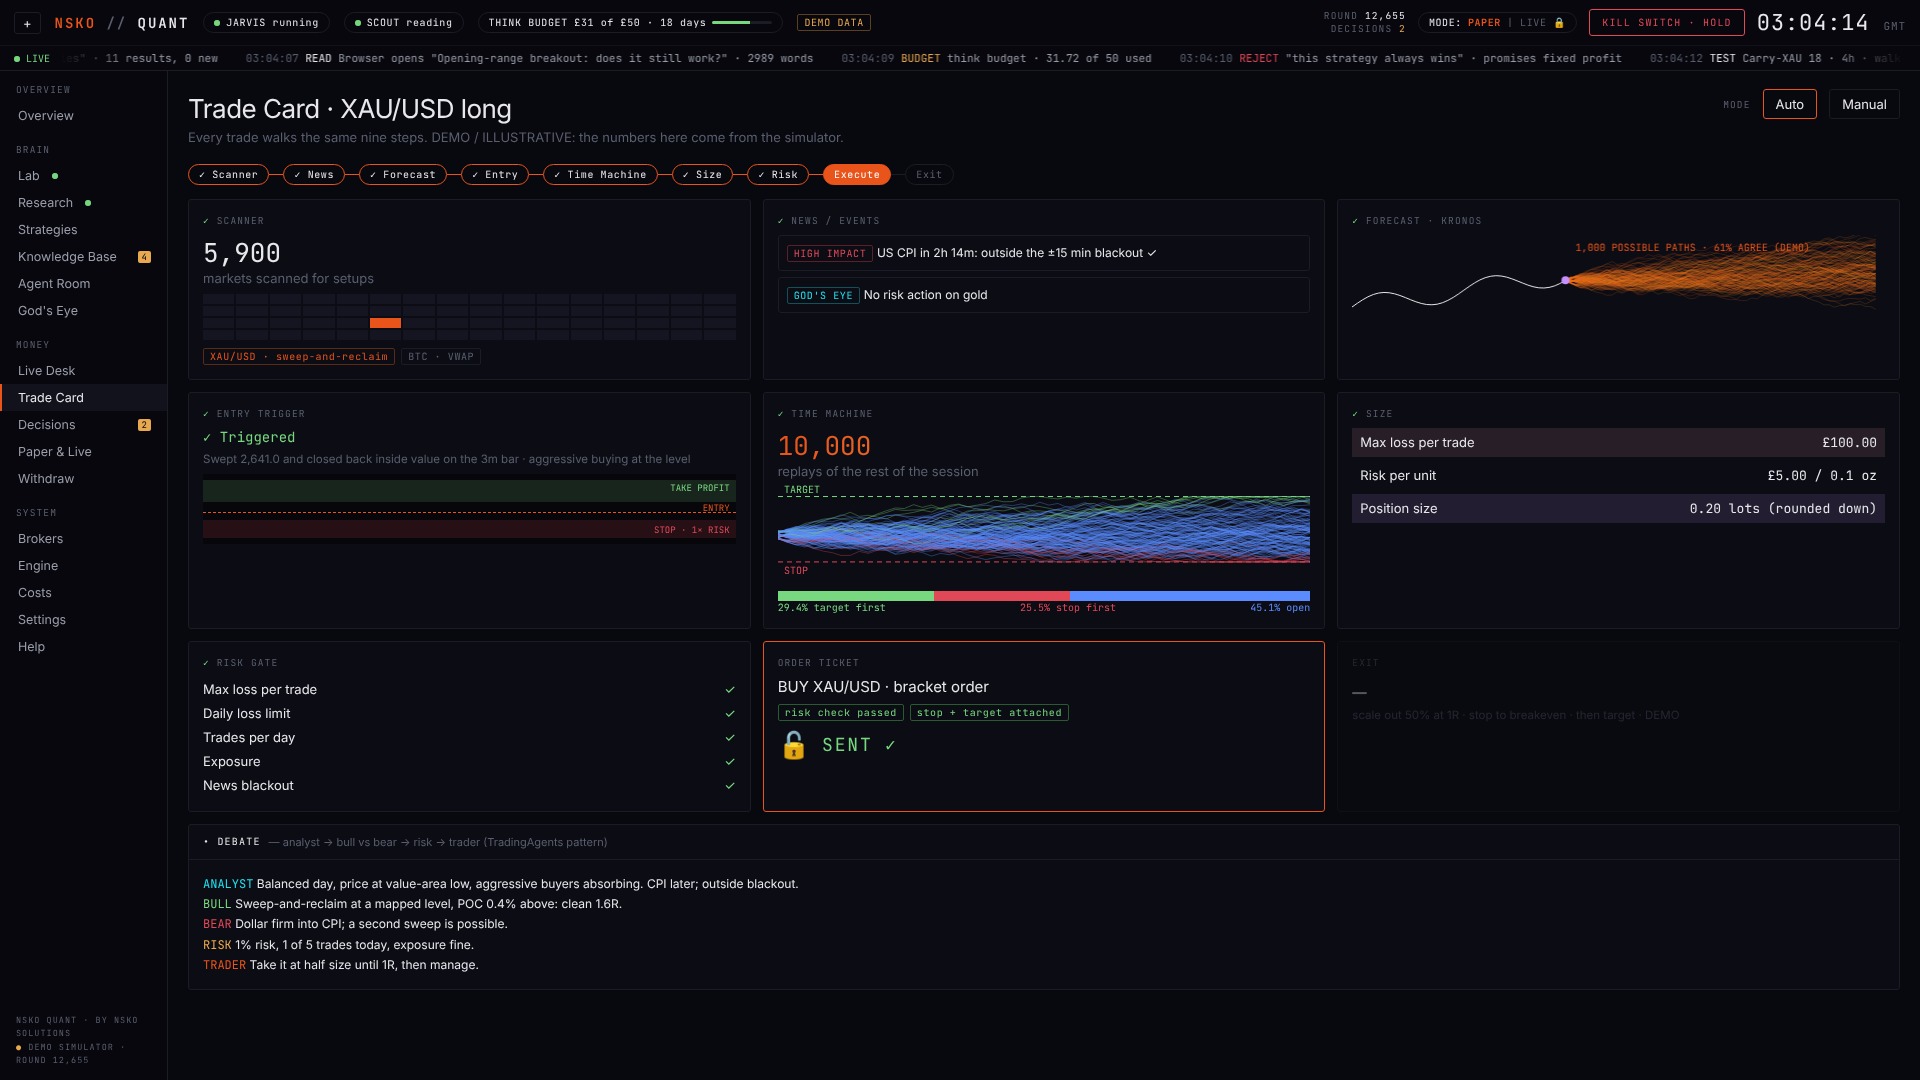 + NSKO // QUANT JARVIS running SCOUT reading THINK BUDGET £31 of £50 · 18 days DEMO DATA
ROUND 12,655
DECISIONS 2
MODE: PAPER | LIVE 🔒 KILL SWITCH · HOLD 03:04:14 GMT
LIVE · 11 results, 0 new 03:04:07 READ Browser opens "Opening-range breakout: does it still work?" · 2989 words 03:04:09 BUDGET think budget · 31.72 of 50 used 03:04:10 REJECT "this strategy always wins" · promises fixed profit 03:04:12 TEST Carry-XAU 18 · 4h ·
OVERVIEW
Overview
BRAIN
Lab
Research
Strategies
Knowledge Base 4
Agent Room
God's Eye
MONEY
Live Desk
Trade Card
Decisions 2
Paper & Live
Withdraw
SYSTEM
Brokers
Engine
Costs
Settings
Help
NSKO QUANT · BY NSKO
SOLUTIONS
DEMO SIMULATOR ·
ROUND 12,655
Trade Card · XAU/USD long
MODE Auto Manual
Every trade walks the same nine steps. DEMO / ILLUSTRATIVE: the numbers here come from the simulator.
✓ Scanner ✓ News ✓ Forecast ✓ Entry ✓ Time Machine ✓ Size ✓ Risk Execute Exit
✓ SCANNER
5,900
markets scanned for setups
XAU/USD · sweep-and-reclaim BTC · VWAP
✓ NEWS / EVENTS
HIGH IMPACT US CPI in 2h 14m: outside the ±15 min blackout ✓
GOD'S EYE No risk action on gold
✓ FORECAST · KRONOS
1,000 POSSIBLE PATHS · 61% AGREE (DEMO)
✓ ENTRY TRIGGER
✓ Triggered
Swept 2,641.0 and closed back inside value on the 3m bar · aggressive buying at the level
TAKE PROFIT
ENTRY
STOP · 1× RISK
✓ TIME MACHINE
10,000
replays of the rest of the session
TARGET
STOP
29.4% target first 25.5% stop first 45.1% open
✓ SIZE
Max loss per trade £100.00
Risk per unit £5.00 / 0.1 oz
Position size 0.20 lots (rounded down)
✓ RISK GATE
Max loss per trade ✓
Daily loss limit ✓
Trades per day ✓
Exposure ✓
News blackout ✓
ORDER TICKET
BUY XAU/USD · bracket order
risk check passed stop + target attached
🔓 SENT ✓
EXIT
—
scale out 50% at 1R · stop to breakeven · then target · DEMO
• DEBATE — analyst → bull vs bear → risk → trader (TradingAgents pattern)
ANALYST Balanced day, price at value-area low, aggressive buyers absorbing. CPI later; outside blackout.
BULL Sweep-and-reclaim at a mapped level, POC 0.4% above: clean 1.6R.
BEAR Dollar firm into CPI; a second sweep is possible.
RISK 1% risk, 1 of 5 trades today, exposure fine.
TRADER Take it at half size until 1R, then manage.